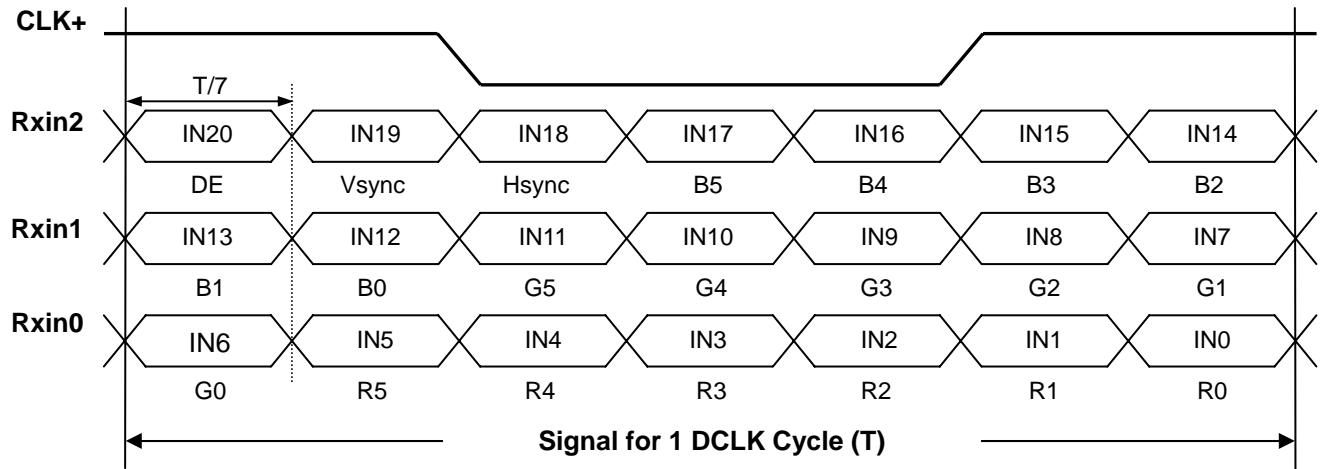 CLK+
T/7
Rxin2 IN20 IN19 IN18 IN17 IN16 IN15 IN14
DE Vsync Hsync B5 B4 B3 B2
Rxin1 IN13 IN12 IN11 IN10 IN9 IN8 IN7
B1 B0 G5 G4 G3 G2 G1
Rxin0 IN6 IN5 IN4 IN3 IN2 IN1 IN0
G0 R5 R4 R3 R2 R1 R0
Signal for 1 DCLK Cycle (T)